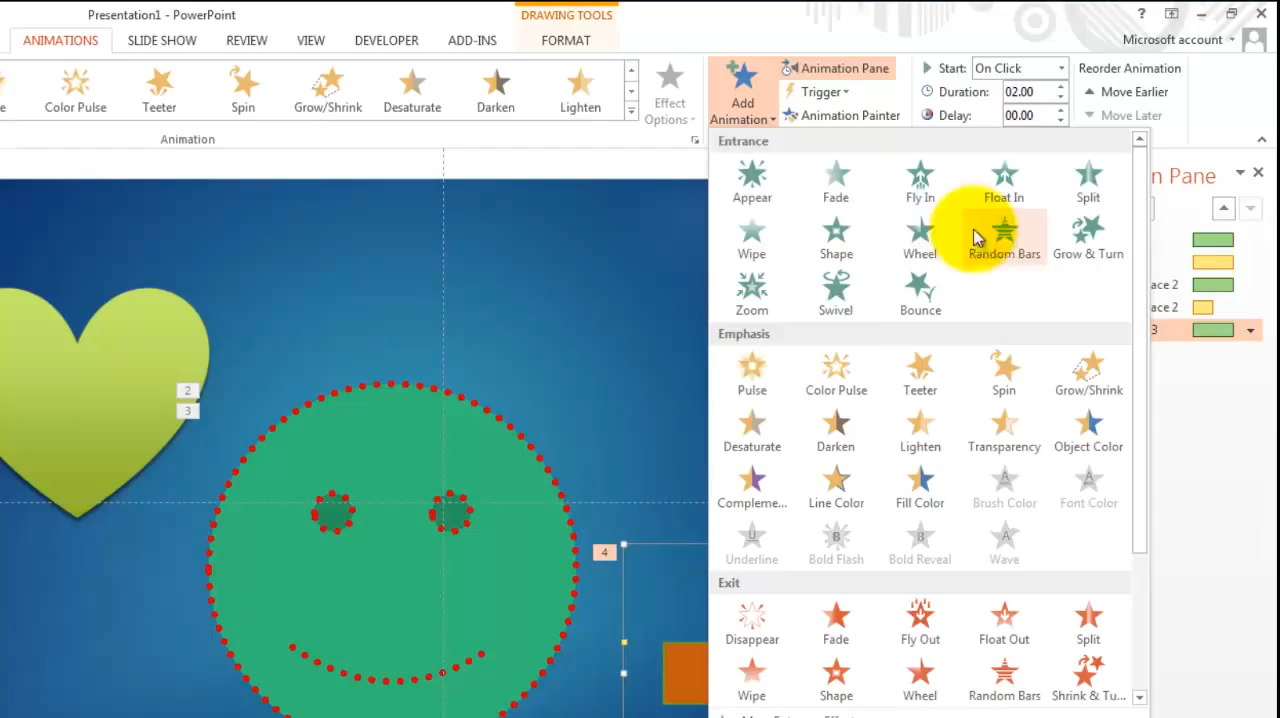 Presentation1 - PowerPoint
DRAWING TOOLS
?
ANIMATIONS
SLIDE SHOW
REVIEW
VIEW
DEVELOPER
ADD-INS
FORMAT
Microsoft account
Color Pulse
Teeter
Spin
Grow/Shrink
Desaturate
Darken
Lighten
Effect
Options
Add
Animation
Animation Pane
Trigger
Animation Painter
Start: On Click
Duration: 02.00
Delay: 00.00
Reorder Animation
Move Earlier
Move Later
Animation
Entrance
Appear
Fade
Fly In
Float In
Split
Wipe
Shape
Wheel
Random Bars
Grow & Turn
Zoom
Swivel
Bounce
Emphasis
Pulse
Color Pulse
Teeter
Spin
Grow/Shrink
Desaturate
Darken
Lighten
Transparency
Object Color
Compleme...
Line Color
Fill Color
Brush Color
Font Color
Underline
Bold Flash
Bold Reveal
Wave
Exit
Disappear
Fade
Fly Out
Float Out
Split
Wipe
Shape
Wheel
Random Bars
Shrink & Tu...
n Pane
ace 2
ace 2
3
2
3
4